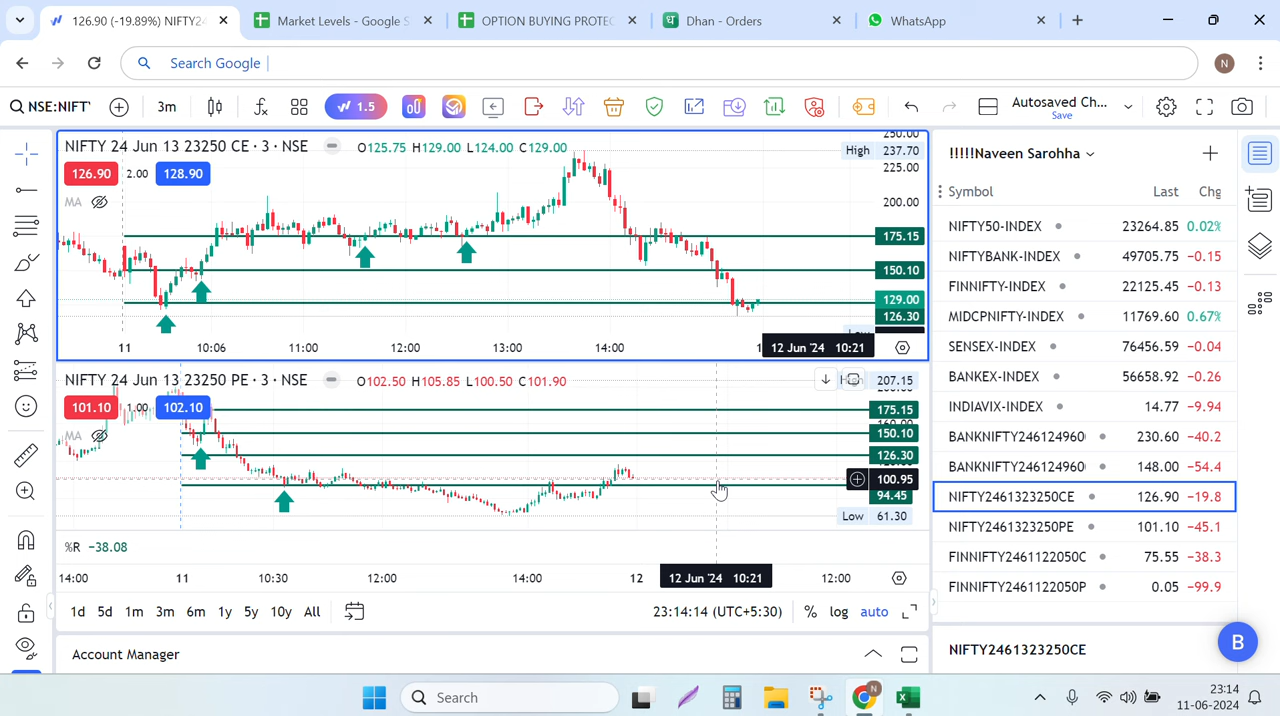 126.90 (-19.89%) NIFTY24
Market Levels - Google S
OPTION BUYING PROTEC
Dhan - Orders
WhatsApp
Search Google
N
NSE:NIFTY
3m
1.5
Autosaved Ch...
Save
NIFTY 24 Jun 13 23250 CE · 3 · NSE
O125.75 H129.00 L124.00 C129.00
126.90 2.00 128.90
MA
250.00
High 237.70
225.00
200.00
175.15
150.10
129.00
126.30
11 10:06 11:00 12:00 13:00 14:00
12 Jun '24 10:21
NIFTY 24 Jun 13 23250 PE · 3 · NSE
O102.50 H105.85 L100.50 C101.90
101.10 1.00 102.10
MA
207.15
175.15
150.10
126.30
100.95
94.45
Low 61.30
%R −38.08
14:00 11 10:30 12:00 14:00 12
12 Jun '24 10:21
12:00
1d 5d 1m 3m 6m 1y 5y 10y All
23:14:14 (UTC+5:30) % log auto
Account Manager
!!!!!Naveen Sarohha
Symbol Last Chg
NIFTY50-INDEX 23264.85 0.02%
NIFTYBANK-INDEX 49705.75 −0.15
FINNIFTY-INDEX 22125.45 −0.13
MIDCPNIFTY-INDEX 11769.60 0.67%
SENSEX-INDEX 76456.59 −0.04
BANKEX-INDEX 56658.92 −0.26
INDIAVIX-INDEX 14.77 −9.94
BANKNIFTY246124960 230.60 −40.2
BANKNIFTY246124960 148.00 −54.4
NIFTY2461323250CE 126.90 −19.8
NIFTY2461323250PE 101.10 −45.1
FINNIFTY2461122050C 75.55 −38.3
FINNIFTY2461122050P 0.05 −99.9
NIFTY2461323250CE
B
Search
23:14
11-06-2024